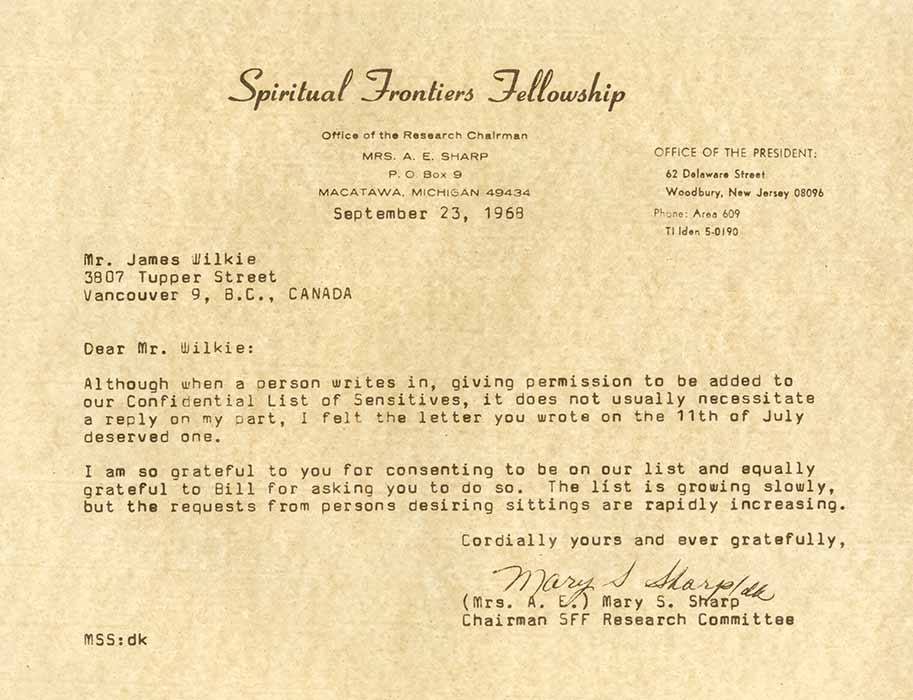 Spiritual Frontiers Fellowship
Office of the Research Chairman
MRS. A. E. SHARP
P. O. Box 9
MACATAWA, MICHIGAN 49434
September 23, 1968
OFFICE OF THE PRESIDENT:
62 Delaware Street
Woodbury, New Jersey 08096
Phone: Area 609
TIlden 5-0190
Mr. James Wilkie
3807 Tupper Street
Vancouver 9, B.C., CANADA
Dear Mr. Wilkie:
Although when a person writes in, giving permission to be added to
our Confidential List of Sensitives, it does not usually necessitate
a reply on my part, I felt the letter you wrote on the 11th of July
deserved one.
I am so grateful to you for consenting to be on our list and equally
grateful to Bill for asking you to do so. The list is growing slowly,
but the requests from persons desiring sittings are rapidly increasing.
Cordially yours and ever gratefully,
Mary S Sharp/dk
(Mrs. A. E.) Mary S. Sharp
Chairman SFF Research Committee
MSS:dk